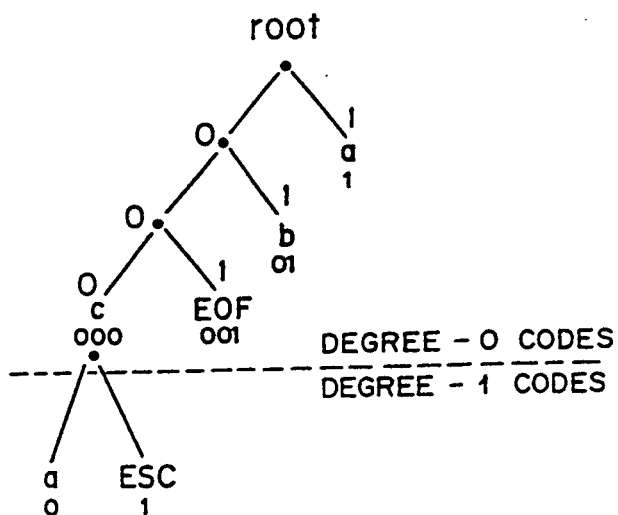 root
0 1
a
1
0 1
b
01
0 1
c EOF
000 001
DEGREE - 0 CODES
DEGREE - 1 CODES
a ESC
0 1